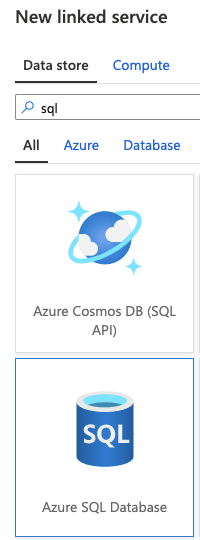 New linked service
Data store Compute
sql
All Azure Database
Azure Cosmos DB (SQL
API)
SQL
Azure SQL Database